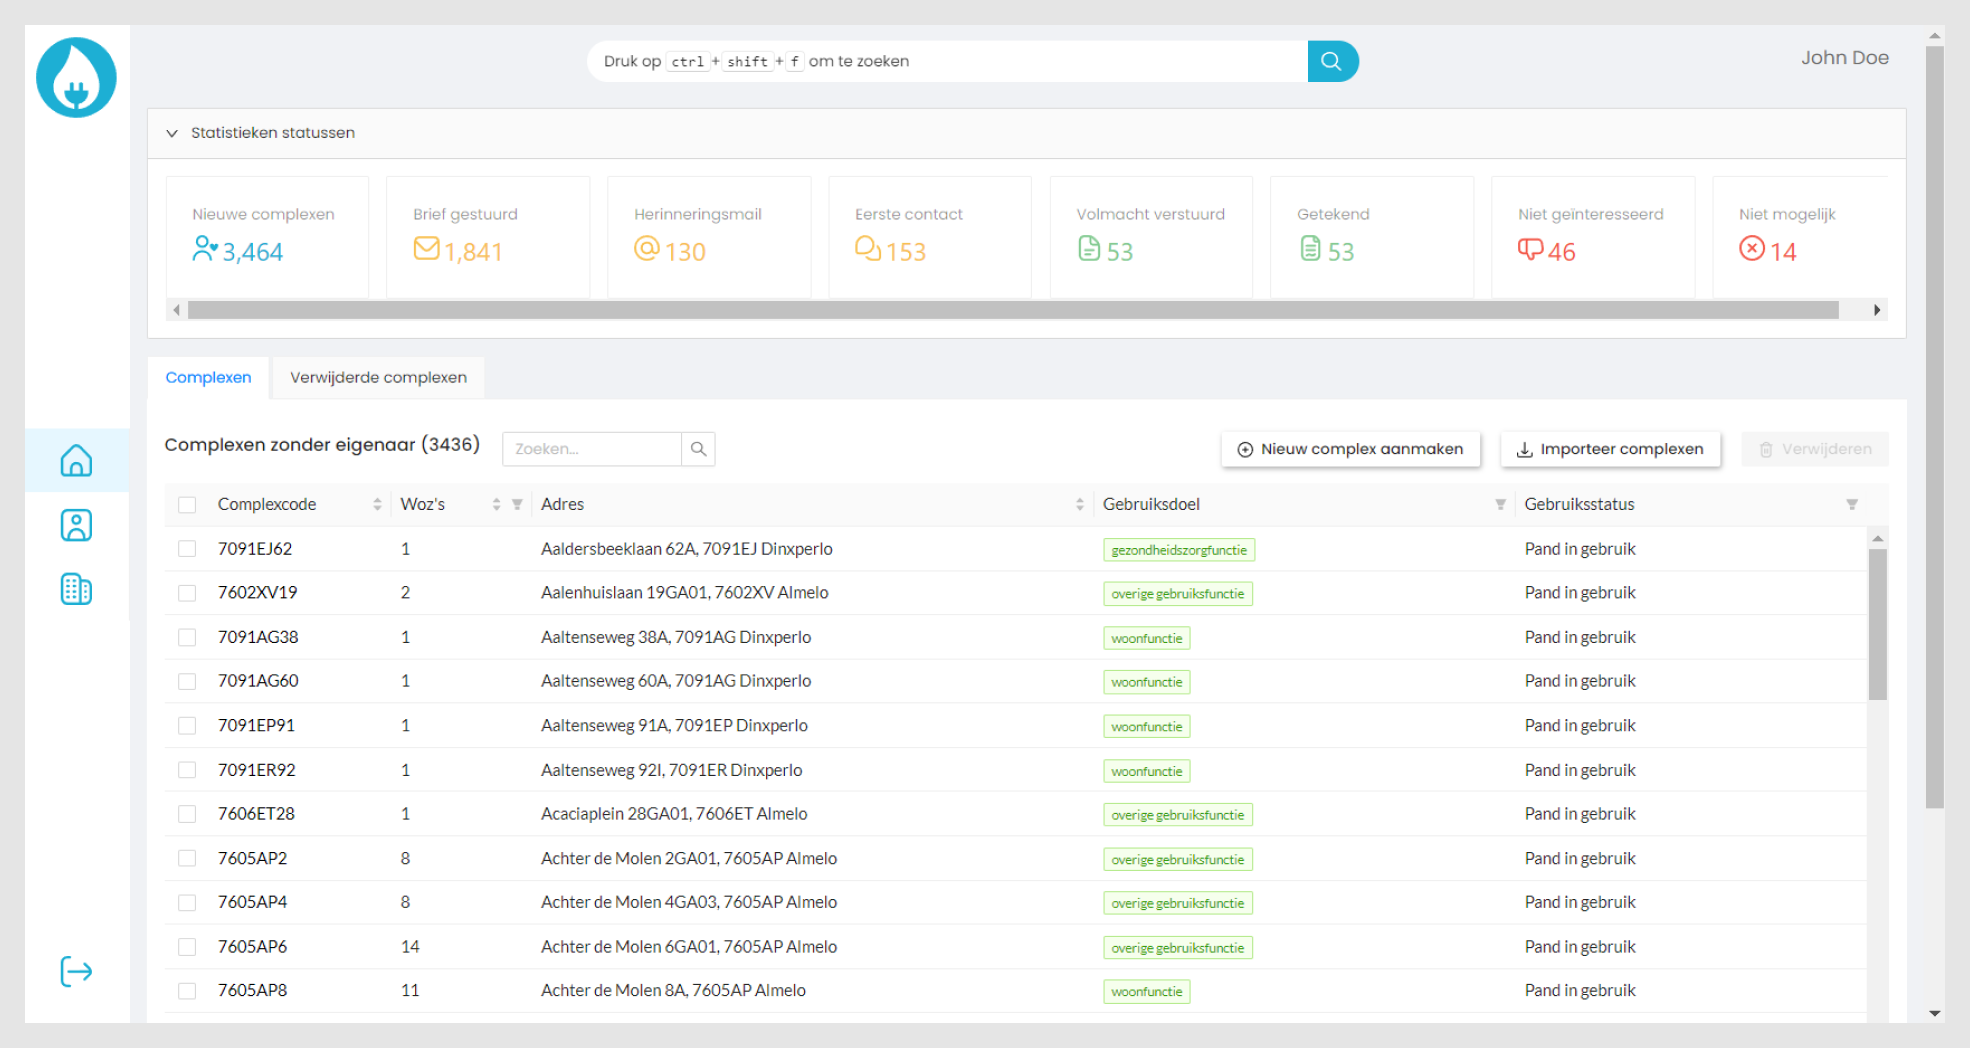 Druk op ctrl + shift + f om te zoeken
John Doe
Statistieken statussen
Nieuwe complexen
3,464
Brief gestuurd
1,841
Herinneringsmail
130
Eerste contact
153
Volmacht verstuurd
53
Getekend
53
Niet geïnteresseerd
46
Niet mogelijk
14
Complexen Verwijderde complexen
Complexen zonder eigenaar (3436) Zoeken... Nieuw complex aanmaken Importeer complexen Verwijderen
Complexcode Woz's Adres Gebruiksdoel Gebruiksstatus
7091EJ62 1 Aaldersbeeklaan 62A, 7091EJ Dinxperlo gezondheidszorgfunctie Pand in gebruik
7602XV19 2 Aalenhuislaan 19GA01, 7602XV Almelo overige gebruiksfunctie Pand in gebruik
7091AG38 1 Aaltenseweg 38A, 7091AG Dinxperlo woonfunctie Pand in gebruik
7091AG60 1 Aaltenseweg 60A, 7091AG Dinxperlo woonfunctie Pand in gebruik
7091EP91 1 Aaltenseweg 91A, 7091EP Dinxperlo woonfunctie Pand in gebruik
7091ER92 1 Aaltenseweg 92I, 7091ER Dinxperlo woonfunctie Pand in gebruik
7606ET28 1 Acaciaplein 28GA01, 7606ET Almelo overige gebruiksfunctie Pand in gebruik
7605AP2 8 Achter de Molen 2GA01, 7605AP Almelo overige gebruiksfunctie Pand in gebruik
7605AP4 8 Achter de Molen 4GA03, 7605AP Almelo overige gebruiksfunctie Pand in gebruik
7605AP6 14 Achter de Molen 6GA01, 7605AP Almelo overige gebruiksfunctie Pand in gebruik
7605AP8 11 Achter de Molen 8A, 7605AP Almelo woonfunctie Pand in gebruik